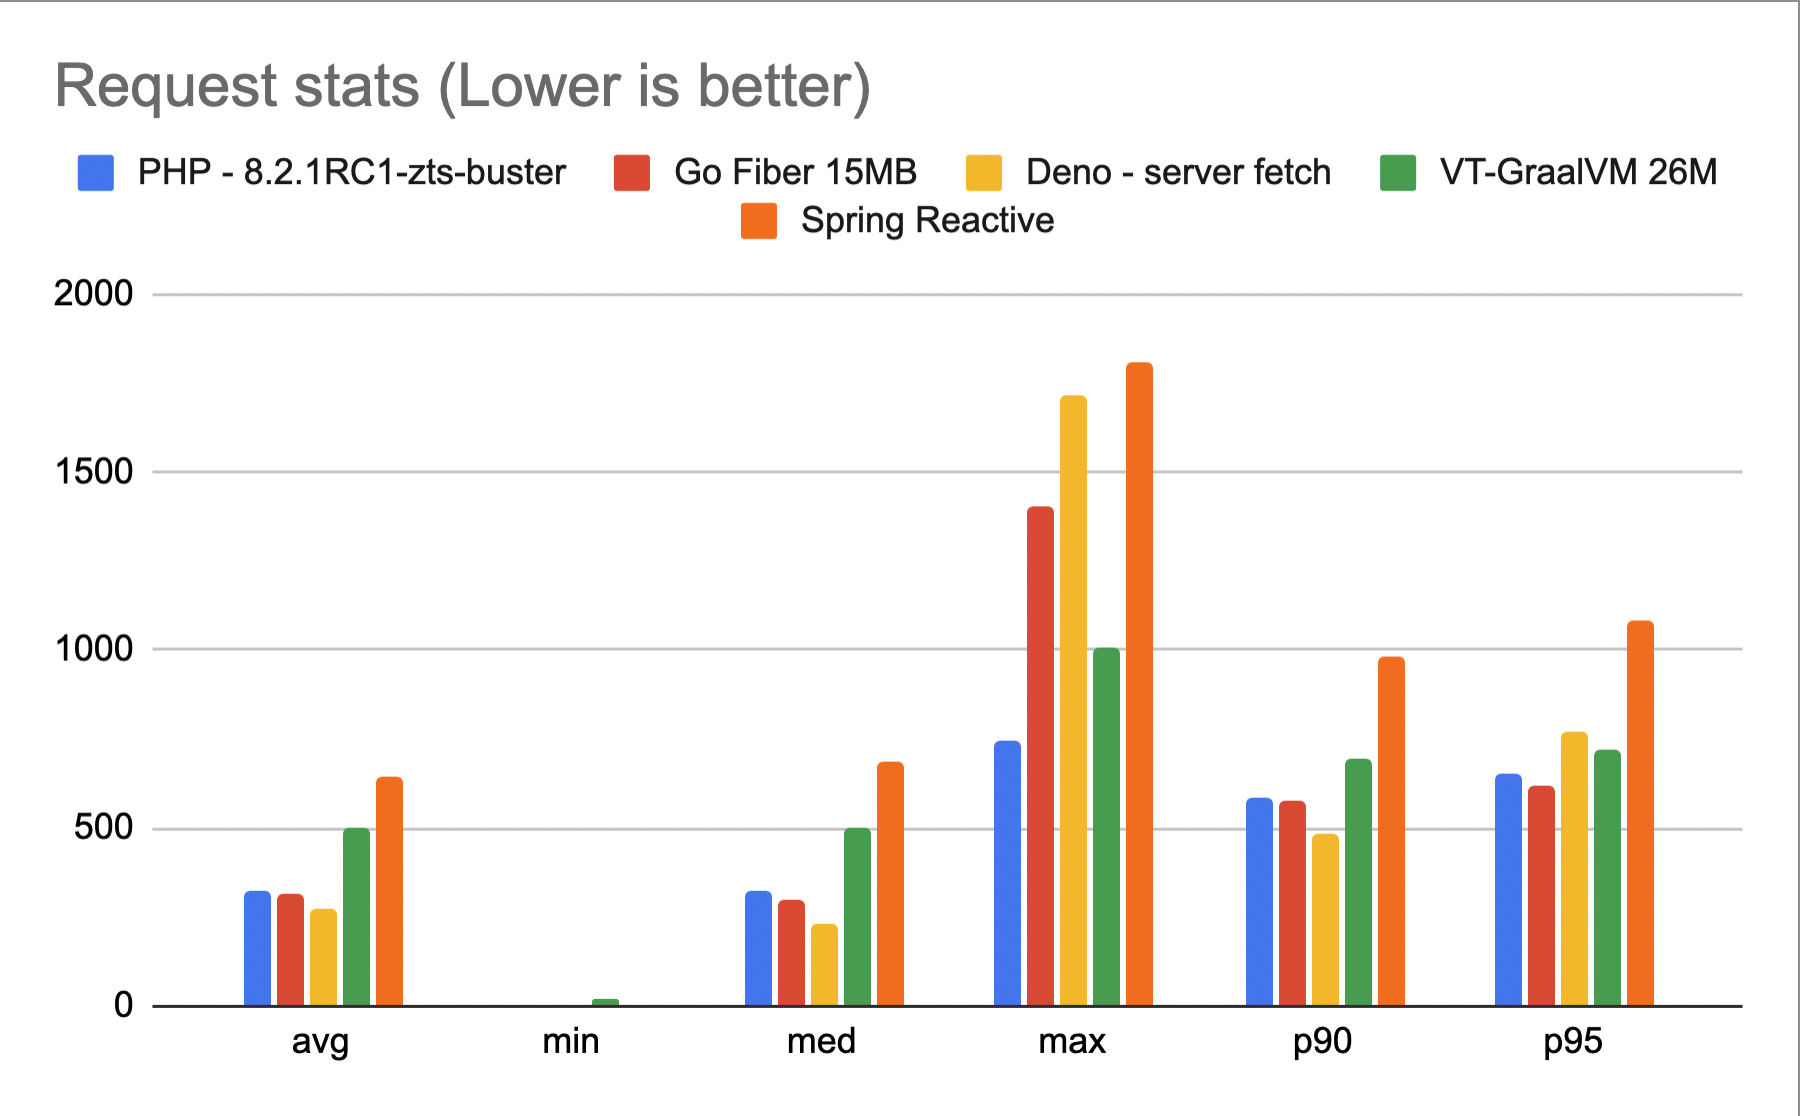 Request stats (Lower is better)
PHP - 8.2.1RC1-zts-buster Go Fiber 15MB Deno - server fetch VT-GraalVM 26M
Spring Reactive
2000
1500
1000
500
0
avg min med max p90 p95